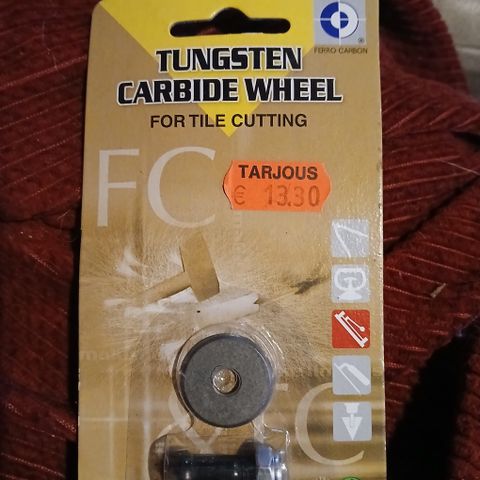 FERRO CARBON
®
TUNGSTEN
CARBIDE WHEEL
FOR TILE CUTTING
FC
TARJOUS
€ 13.30